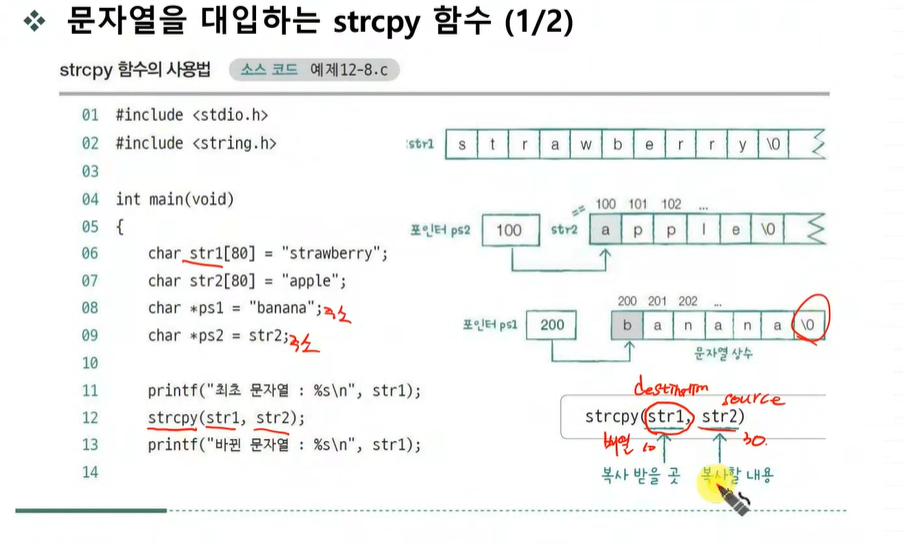 ❖ 문자열을 대입하는 strcpy 함수 (1/2)
strcpy 함수의 사용법 소스 코드 예제12-8.c
01 #include <stdio.h>
02 #include <string.h>
03
04 int main(void)
05 {
06 char str1[80] = "strawberry";
07 char str2[80] = "apple";
08 char *ps1 = "banana"; 주소
09 char *ps2 = str2; 주소
10
11 printf("최초 문자열 : %s\n", str1);
12 strcpy(str1, str2);
13 printf("바뀐 문자열 : %s\n", str1);
14
str1 s t r a w b e r r y \0
100 101 102 ...
포인터 ps2 100 str2 == a p p l e \0
200 201 202 ...
포인터 ps1 200 b a n a n a \0
문자열 상수
source
strcpy(str1, str2)
배열 30
복사 받을 곳 복사할 내용